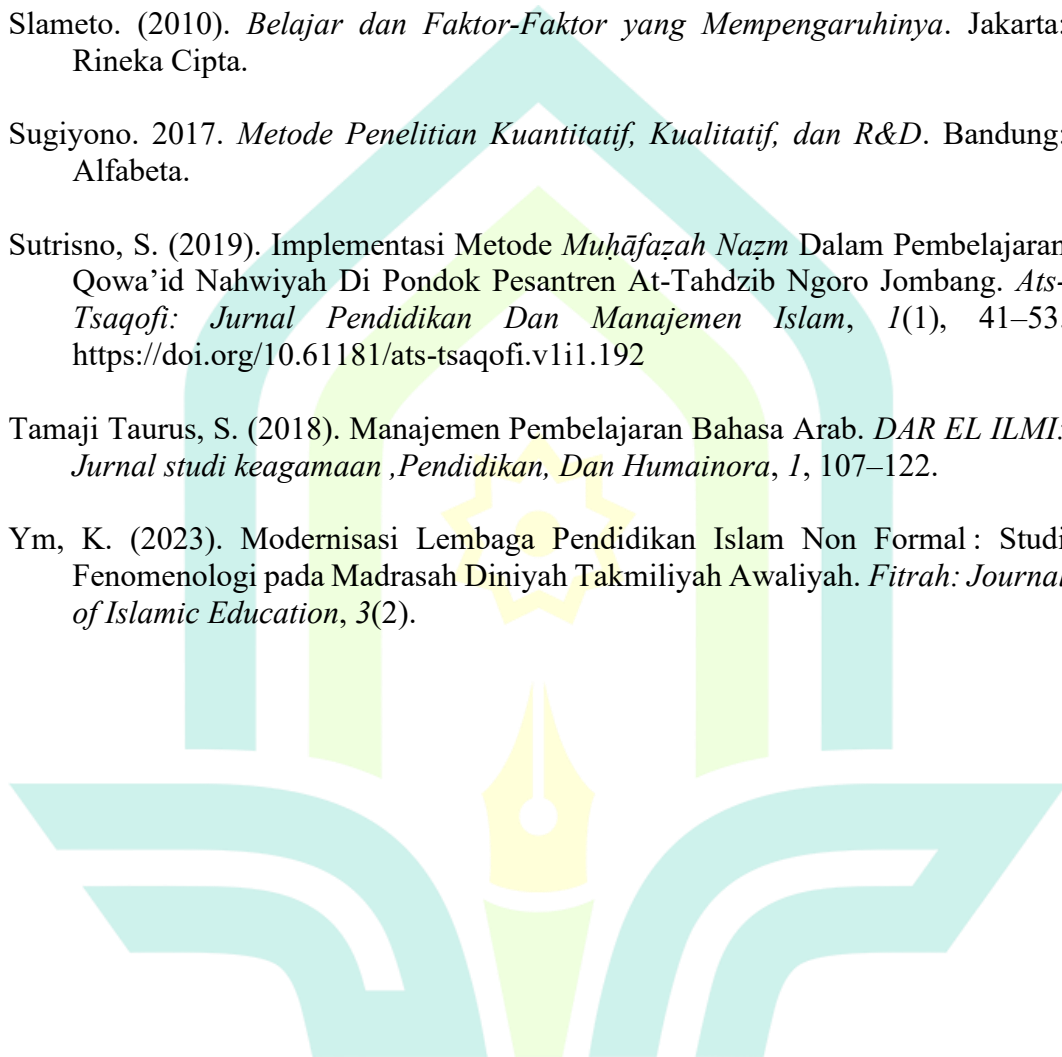 Slameto. (2010). Belajar dan Faktor-Faktor yang Mempengaruhinya. Jakarta:
Rineka Cipta.
Sugiyono. 2017. Metode Penelitian Kuantitatif, Kualitatif, dan R&D. Bandung:
Alfabeta.
Sutrisno, S. (2019). Implementasi Metode Muḥāfaẓah Naẓm Dalam Pembelajaran
Qowa’id Nahwiyah Di Pondok Pesantren At-Tahdzib Ngoro Jombang. Ats-
Tsaqofi: Jurnal Pendidikan Dan Manajemen Islam, 1(1), 41–53.
https://doi.org/10.61181/ats-tsaqofi.v1i1.192
Tamaji Taurus, S. (2018). Manajemen Pembelajaran Bahasa Arab. DAR EL ILMI:
Jurnal studi keagamaan ,Pendidikan, Dan Humainora, 1, 107–122.
Ym, K. (2023). Modernisasi Lembaga Pendidikan Islam Non Formal : Studi
Fenomenologi pada Madrasah Diniyah Takmiliyah Awaliyah. Fitrah: Journal
of Islamic Education, 3(2).